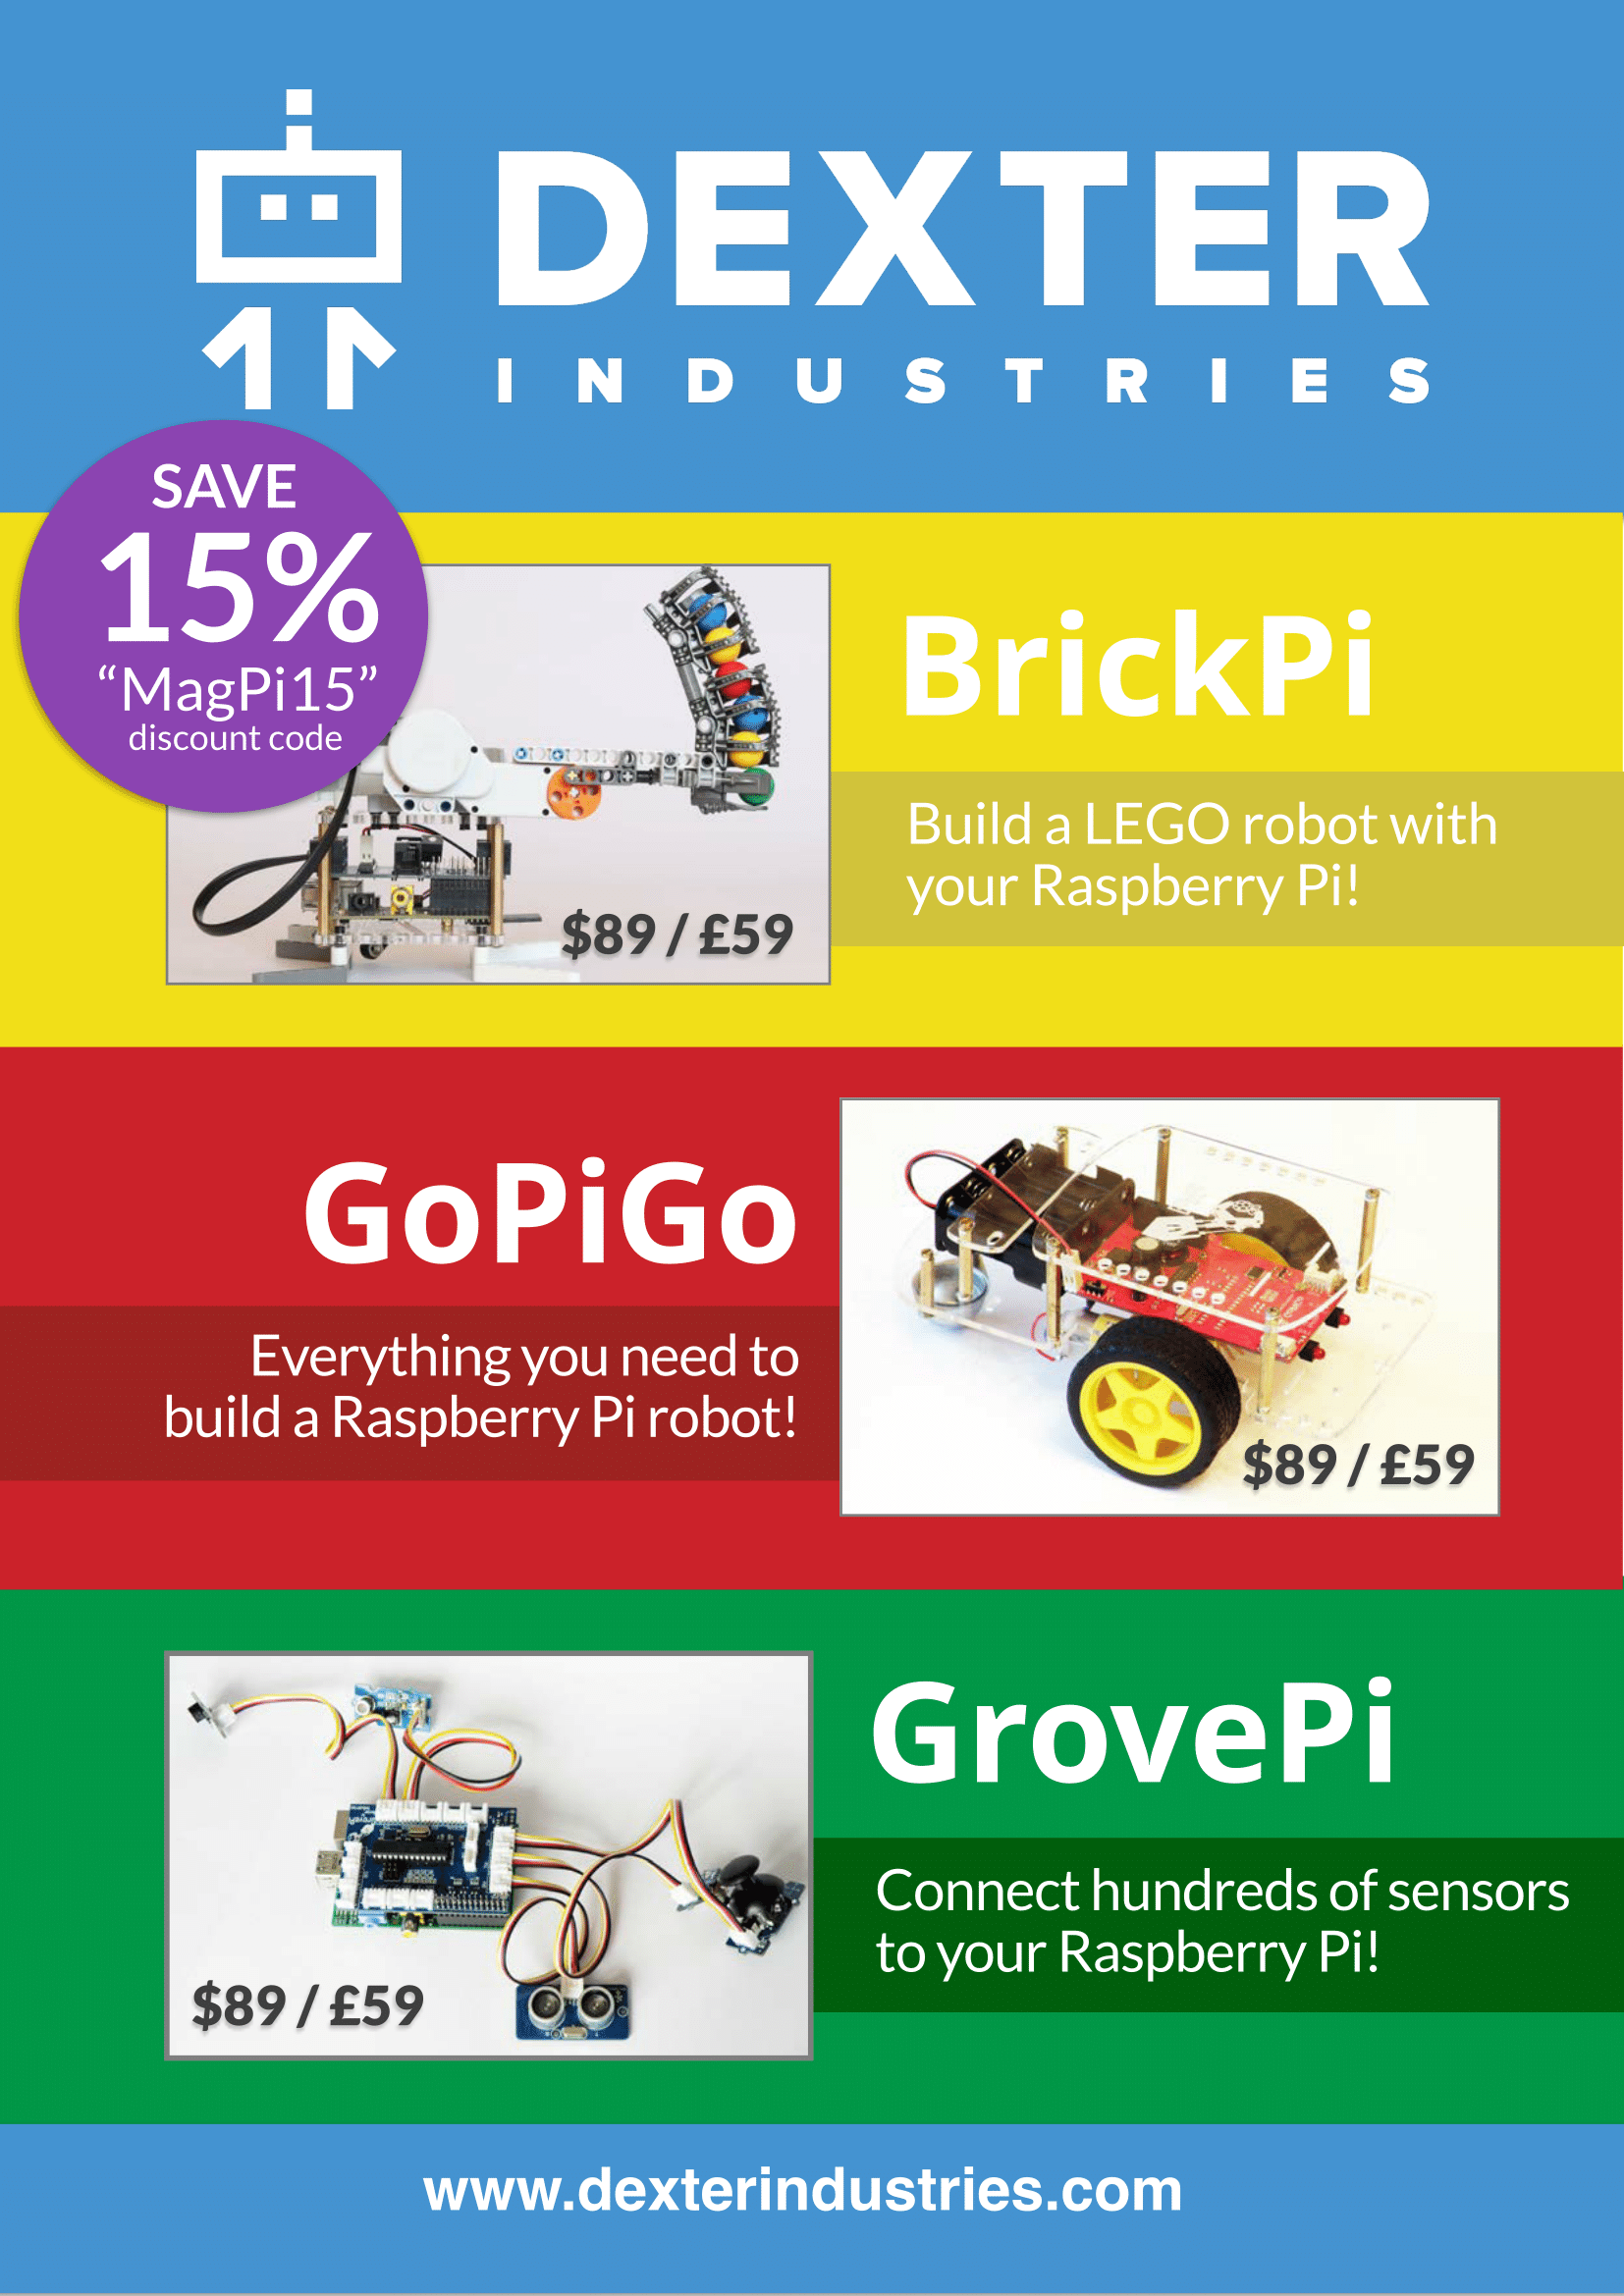 DEXTER
INDUSTRIES
SAVE
15%
“MagPi15”
discount code
BrickPi
Build a LEGO robot with
your Raspberry Pi!
$89 / £59
GoPiGo
Everything you need to
build a Raspberry Pi robot!
$89 / £59
GrovePi
Connect hundreds of sensors
to your Raspberry Pi!
$89 / £59
www.dexterindustries.com